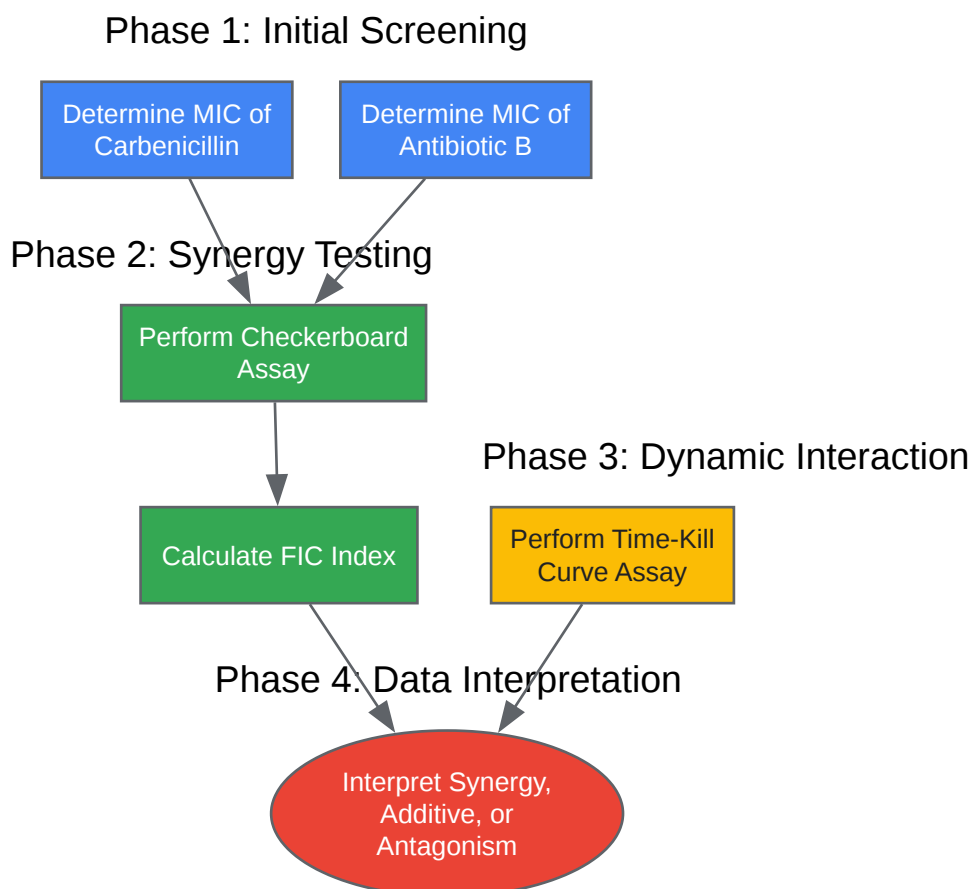 Phase 1: Initial Screening
Determine MIC of
Carbenicillin
Determine MIC of
Antibiotic B
Phase 2: Synergy Testing
Perform Checkerboard
Assay
Phase 3: Dynamic Interaction
Calculate FIC Index
Perform Time-Kill
Curve Assay
Phase 4: Data Interpretation
Interpret Synergy,
Additive, or
Antagonism